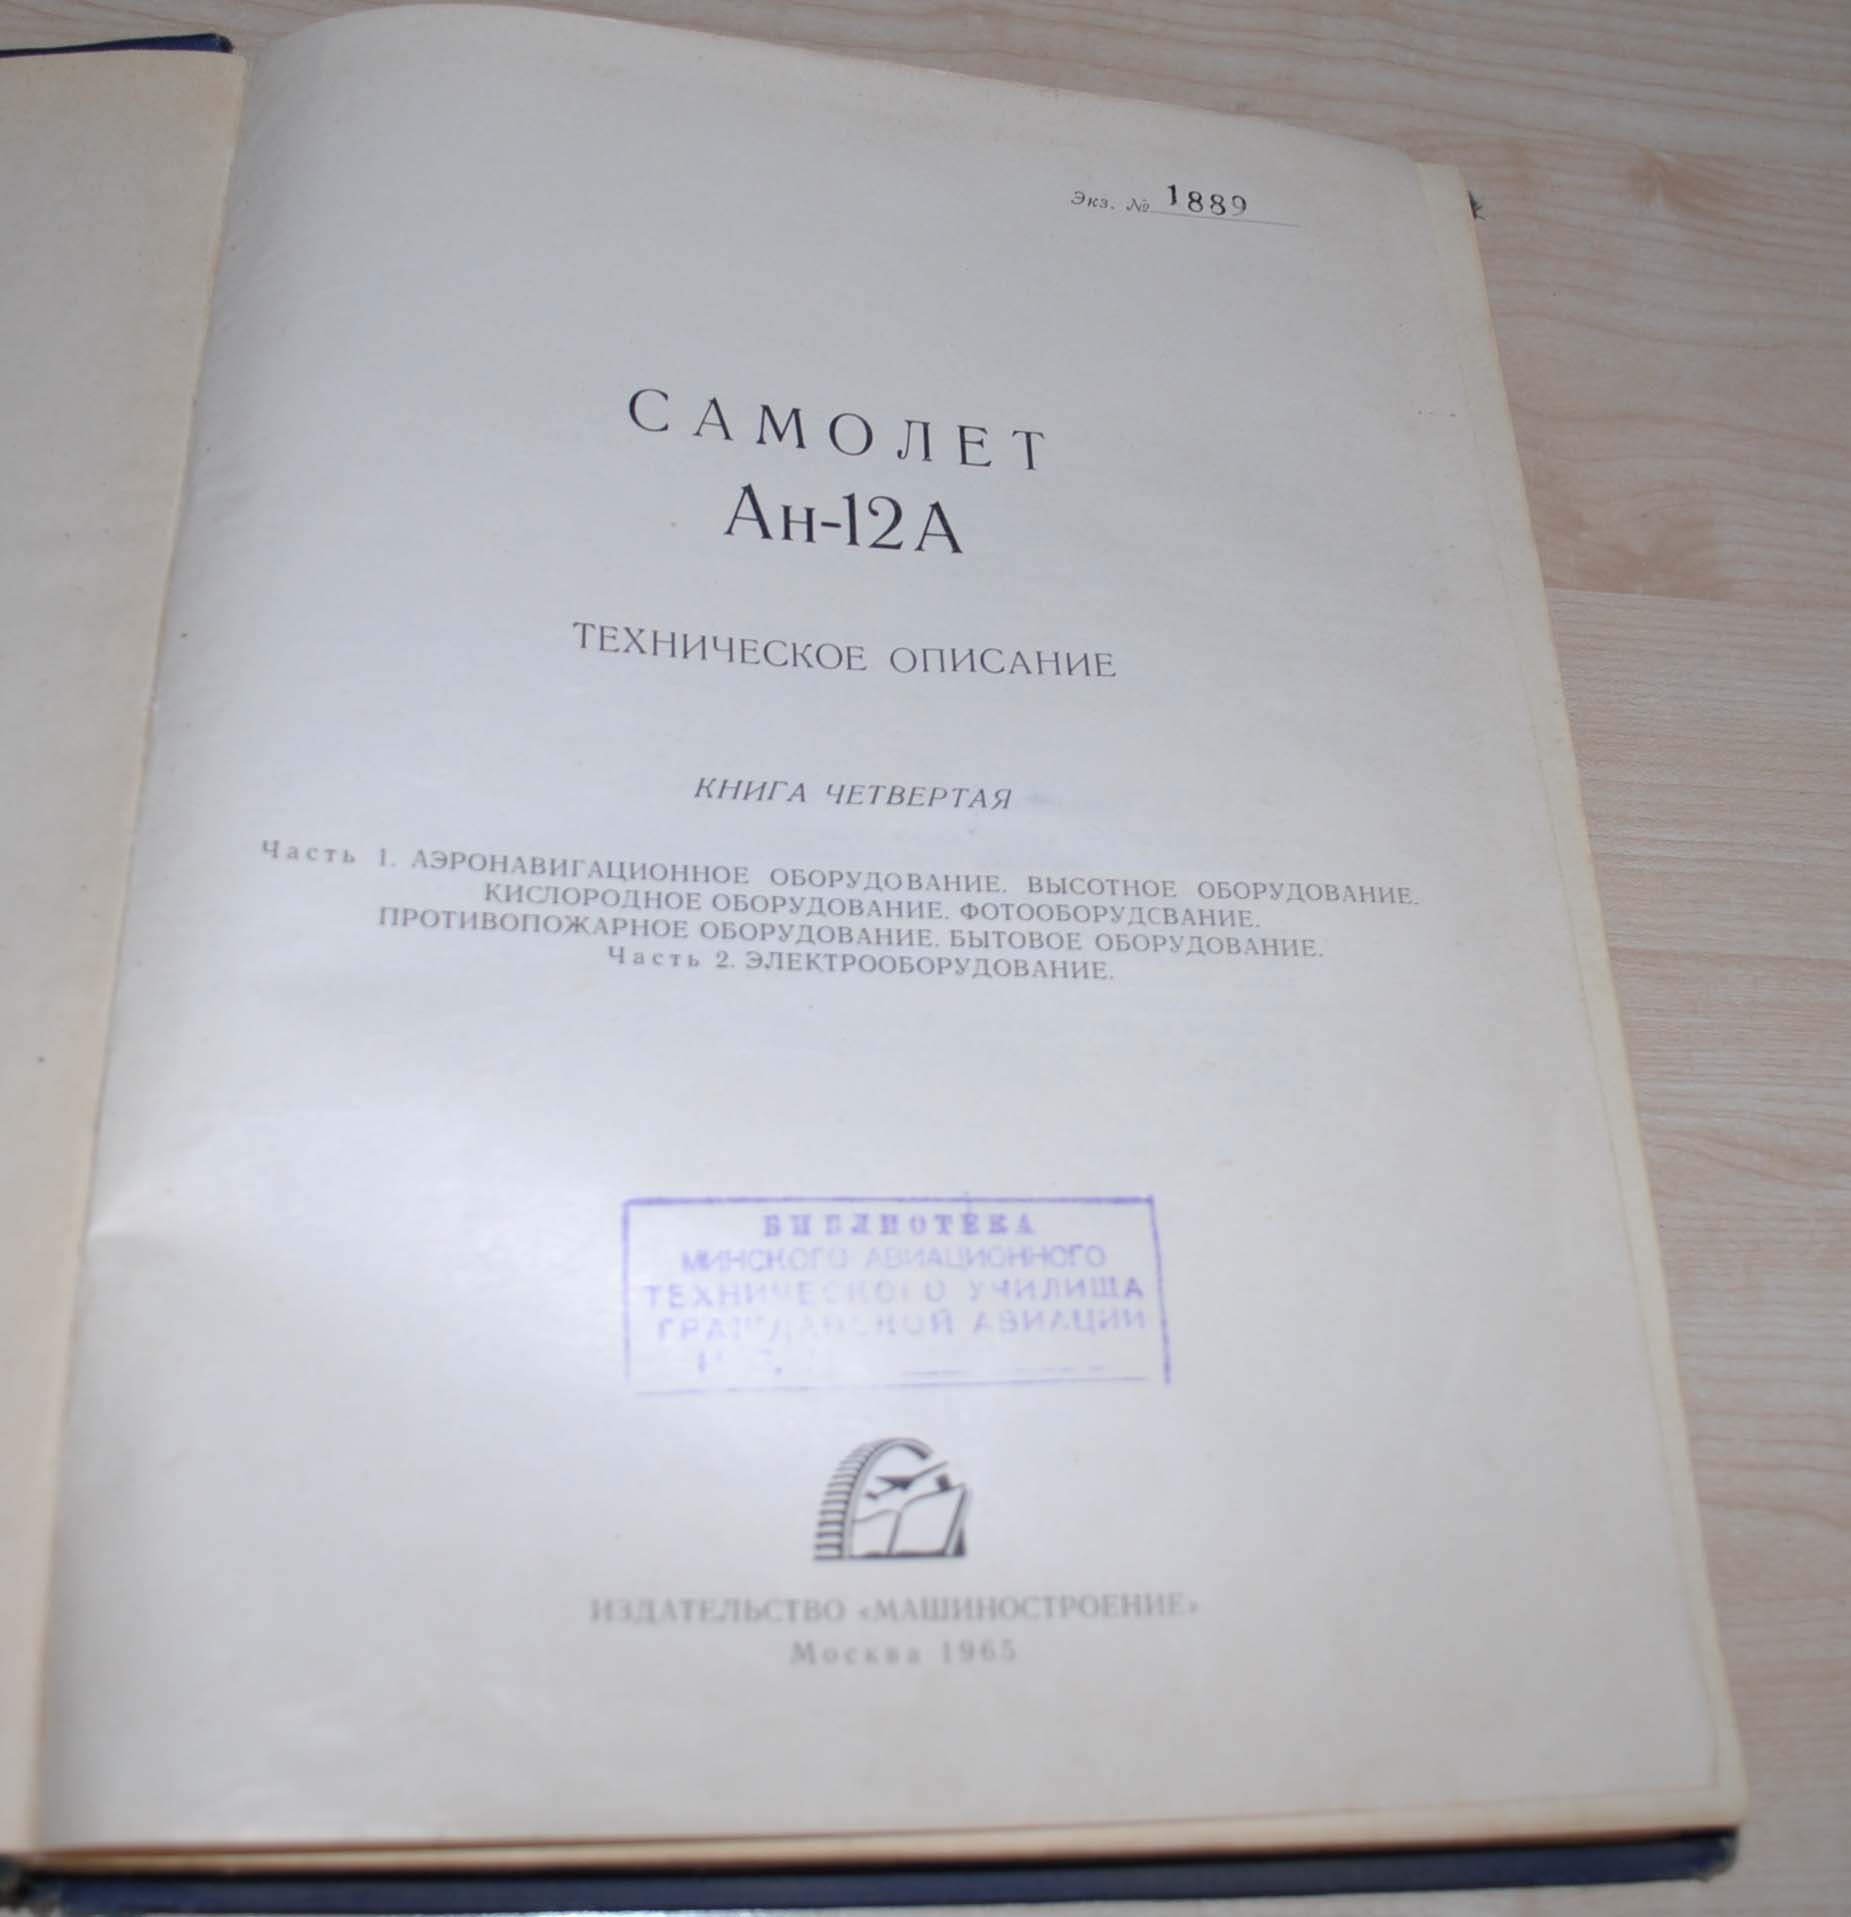 Экз. № 1889
САМОЛЕТ
Ан-12А
ТЕХНИЧЕСКОЕ ОПИСАНИЕ
КНИГА ЧЕТВЕРТАЯ
Часть 1. АЭРОНАВИГАЦИОННОЕ ОБОРУДОВАНИЕ. ВЫСОТНОЕ ОБОРУДОВАНИЕ.
КИСЛОРОДНОЕ ОБОРУДОВАНИЕ. ФОТООБОРУДСВАНИЕ.
ПРОТИВОПОЖАРНОЕ ОБОРУДОВАНИЕ. БЫТОВОЕ ОБОРУДОВАНИЕ.
Часть 2. ЭЛЕКТРООБОРУДОВАНИЕ.
БИБЛИОТЕКА
МИНСКОГО АВИАЦИОННОГО
ТЕХНИЧЕСКОГО УЧИЛИЩА
ГРАЖДАНСКОЙ АВИАЦИИ
ИЗДАТЕЛЬСТВО «МАШИНОСТРОЕНИЕ»
Москва 1965